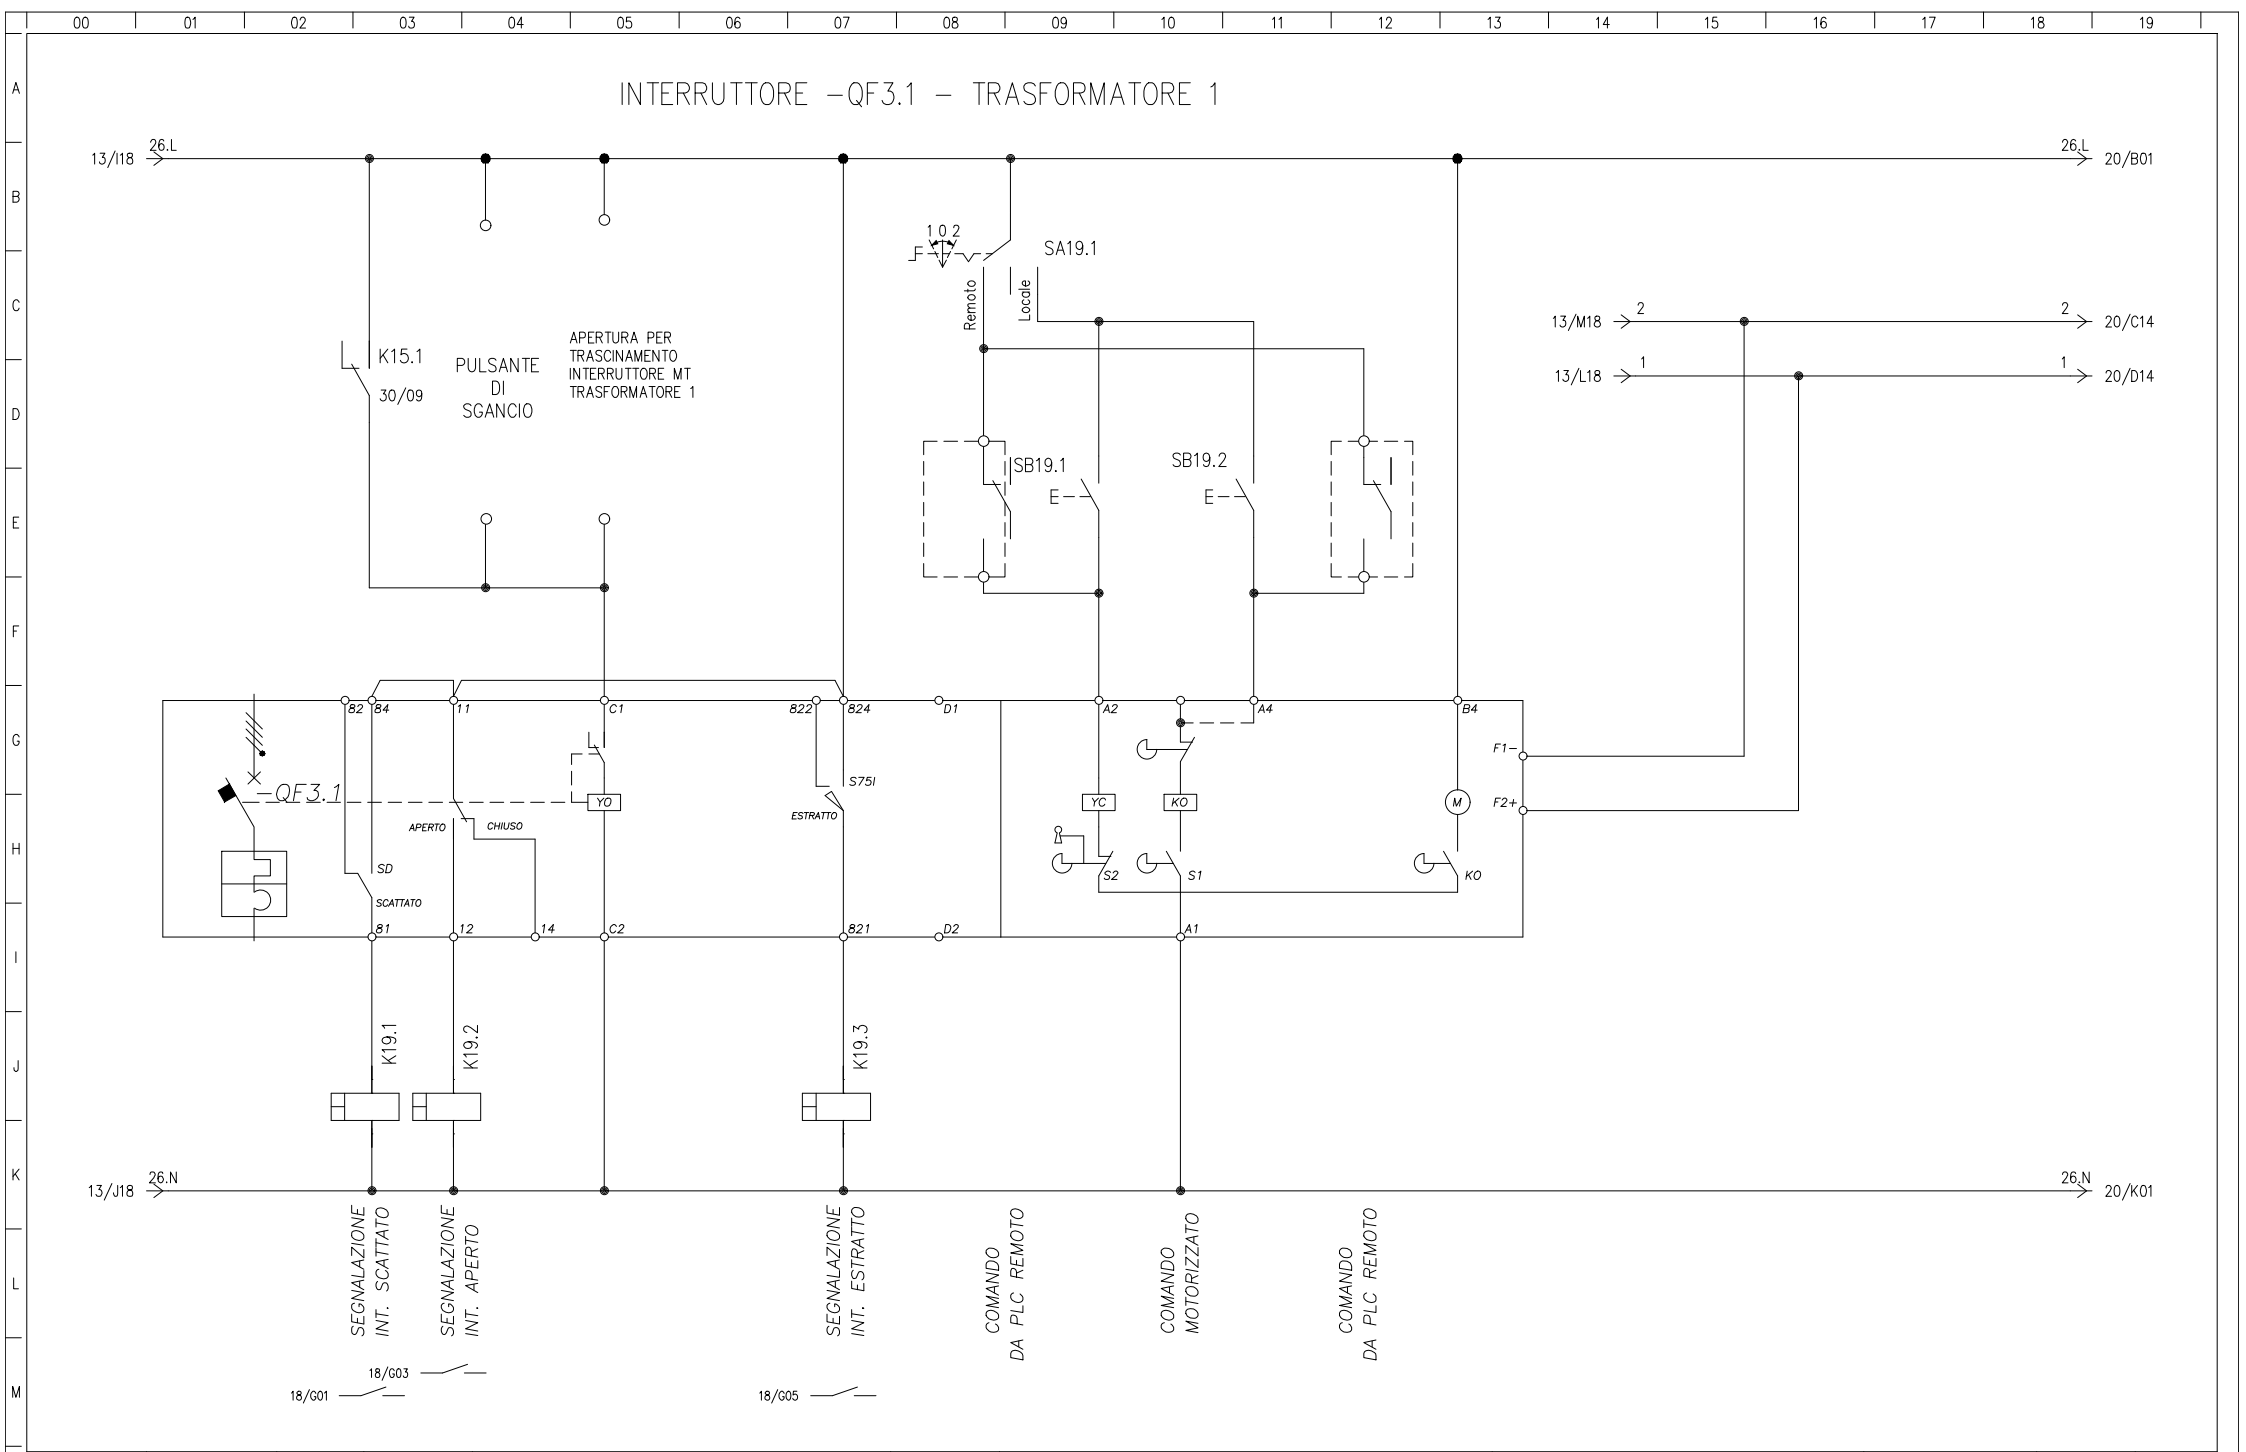 00 01 02 03 04 05 06 07 08 09 10 11 12 13 14 15 16 17 18 19
A
INTERRUTTORE -QF3.1 - TRASFORMATORE 1
13/I18 26.L
26.L 20/B01
B
1 0 2
SA19.1
C
Remoto
Locale
13/M18 2
2 20/C14
K15.1
30/09
PULSANTE
DI
SGANCIO
APERTURA PER
TRASCINAMENTO
INTERRUTTORE MT
TRASFORMATORE 1
13/L18 1
1 20/D14
D
SB19.1
SB19.2
E
E
E
F
82 84 11 C1 822 824 D1 A2 A4 B4
G
F1-
S75I
-QF3.1
YO
ESTRATTO
YC
KO
M
F2+
APERTO
CHIUSO
H
SD
SCATTATO
S2
S1
KO
81 12 14 C2 821 D2 A1
I
K19.1
K19.2
K19.3
J
K
13/J18 26.N
26.N 20/K01
SEGNALAZIONE
INT. SCATTATO
SEGNALAZIONE
INT. APERTO
SEGNALAZIONE
INT. ESTRATTO
COMANDO
DA PLC REMOTO
COMANDO
MOTORIZZATO
COMANDO
DA PLC REMOTO
L
18/G03
M
18/G01
18/G05